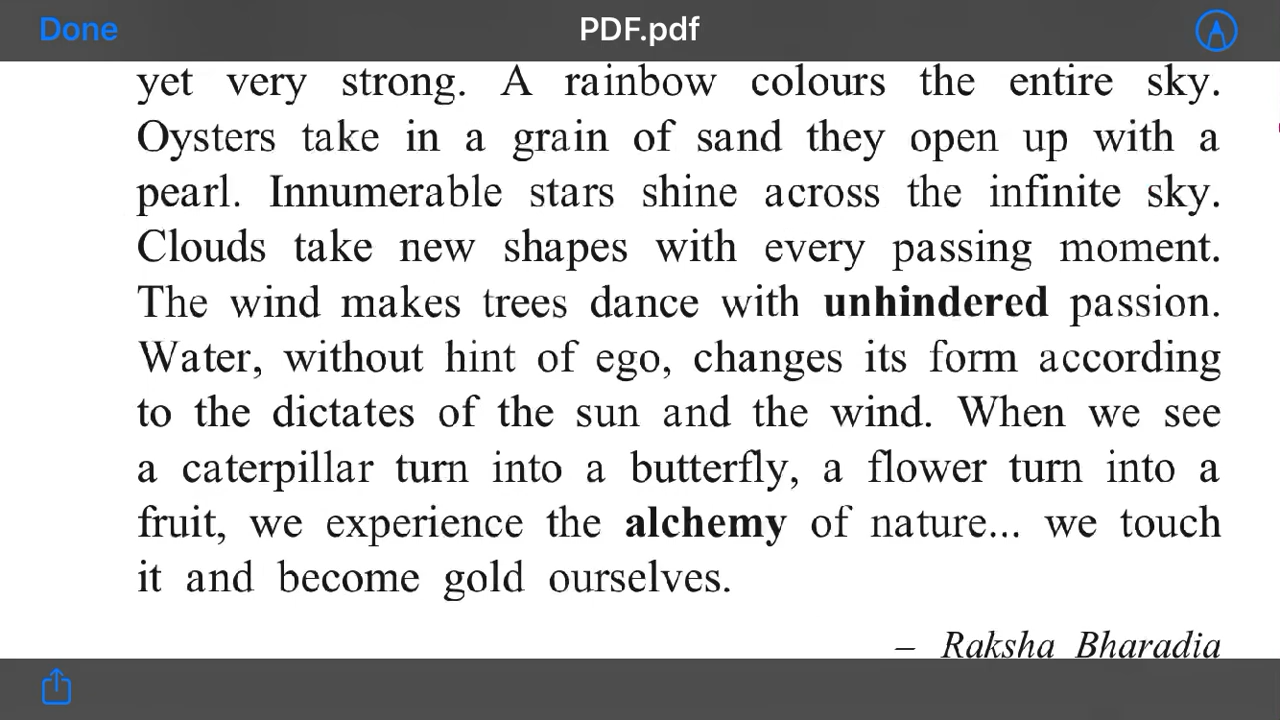 Done
PDF.pdf
yet very strong. A rainbow colours the entire sky.
Oysters take in a grain of sand they open up with a
pearl. Innumerable stars shine across the infinite sky.
Clouds take new shapes with every passing moment.
The wind makes trees dance with unhindered passion.
Water, without hint of ego, changes its form according
to the dictates of the sun and the wind. When we see
a caterpillar turn into a butterfly, a flower turn into a
fruit, we experience the alchemy of nature... we touch
it and become gold ourselves.
– Raksha Bharadia